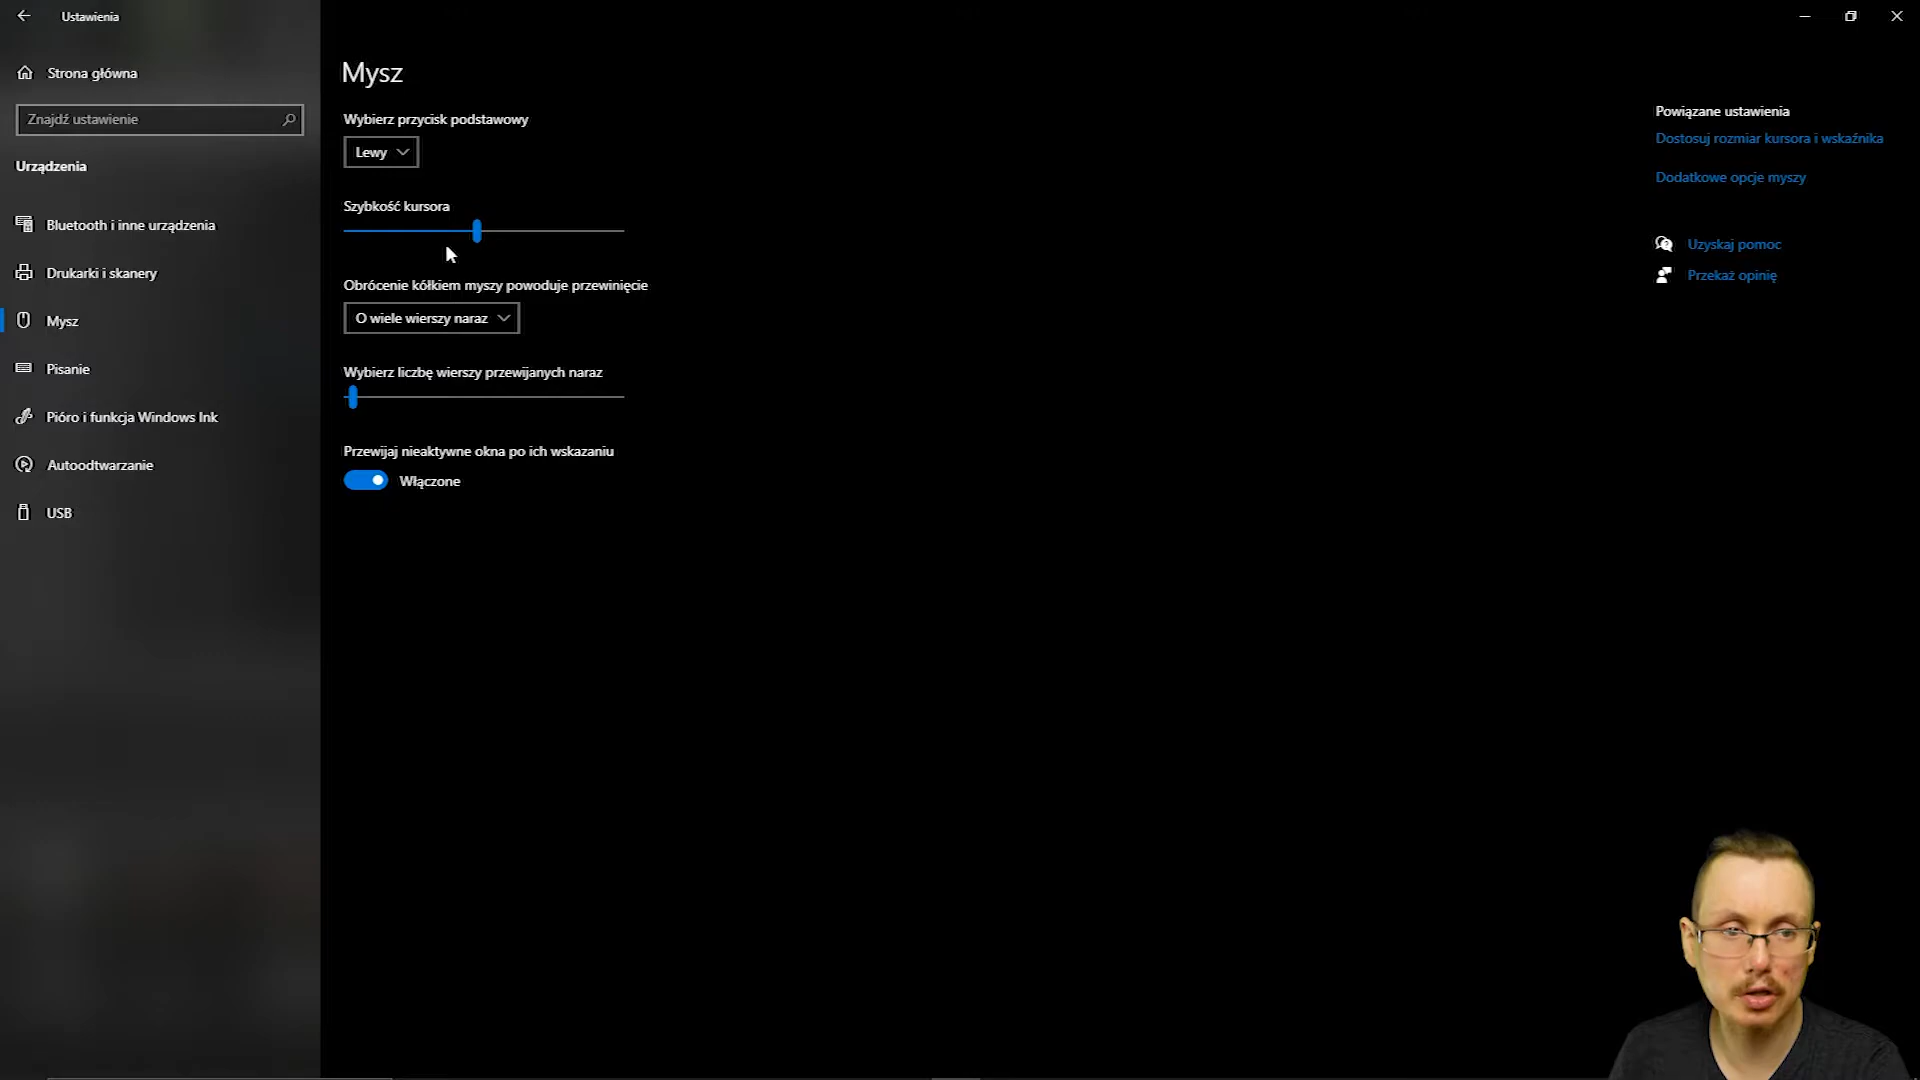 Ustawienia
Strona główna
Znajdź ustawienie
Urządzenia
Bluetooth i inne urządzenia
Drukarki i skanery
Mysz
Pisanie
Pióro i funkcja Windows Ink
Autoodtwarzanie
USB
Mysz
Wybierz przycisk podstawowy
Lewy
Szybkość kursora
Obrócenie kółkiem myszy powoduje przewinięcie
O wiele wierszy naraz
Wybierz liczbę wierszy przewijanych naraz
Przewijaj nieaktywne okna po ich wskazaniu
Włączone
Powiązane ustawienia
Dostosuj rozmiar kursora i wskaźnika
Dodatkowe opcje myszy
Uzyskaj pomoc
Przekaż opinię